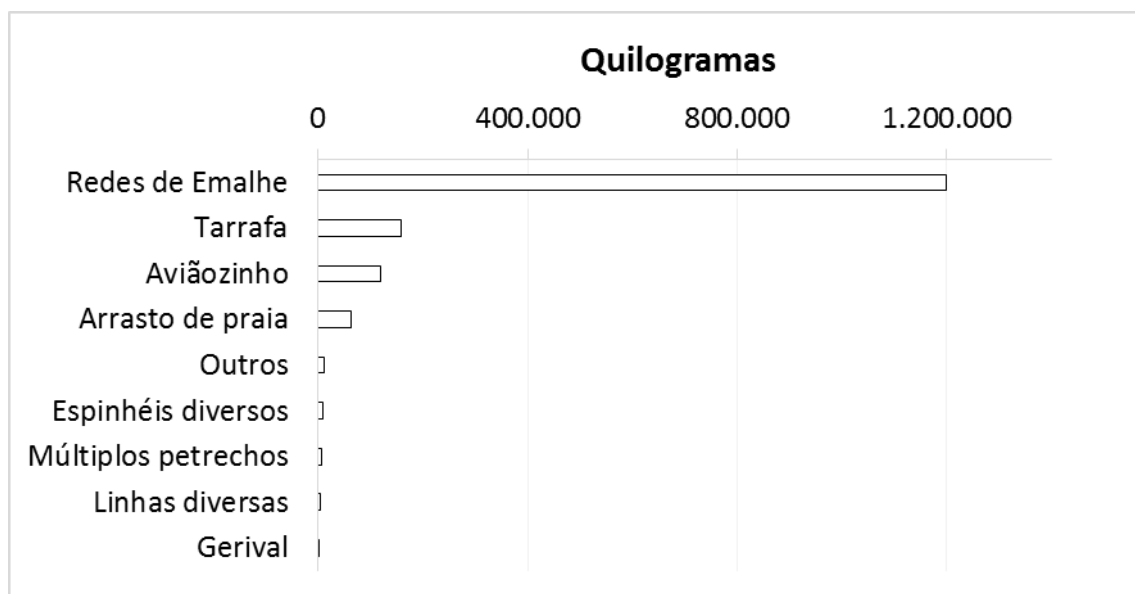 Quilogramas
0 400.000 800.000 1.200.000
Redes de Emalhe
Tarrafa
Aviãozinho
Arrasto de praia
Outros
Espinhéis diversos
Múltiplos petrechos
Linhas diversas
Gerival